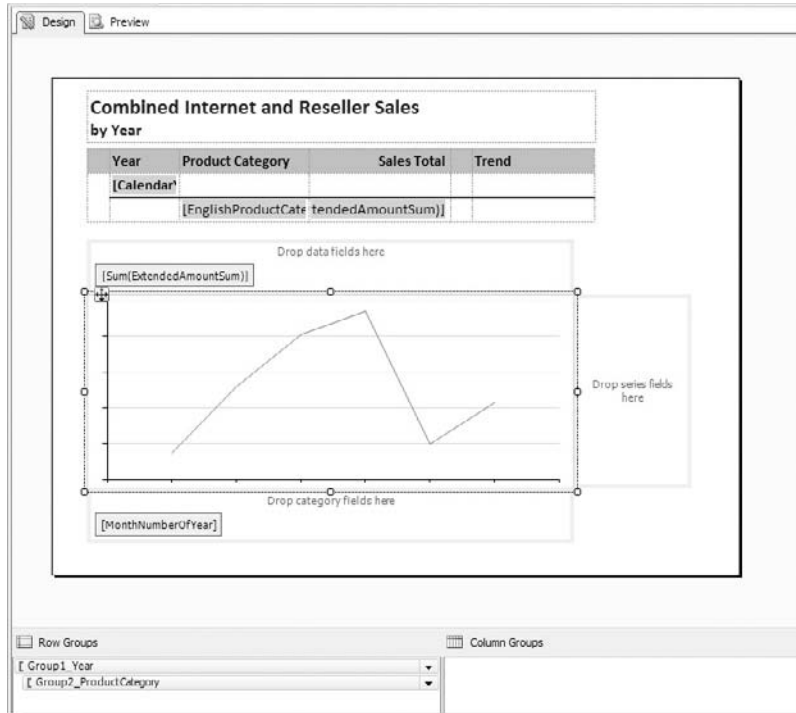 Design Preview
Combined Internet and Reseller Sales
by Year
Year Product Category Sales Total Trend
[CalendarY
[EnglishProductCate tendedAmountSum)]
Drop data fields here
[Sum(ExtendedAmountSum)]
Drop series fields
here
Drop category fields here
[MonthNumberOfYear]
Row Groups Column Groups
[ Group1_Year
[ Group2_ProductCategory